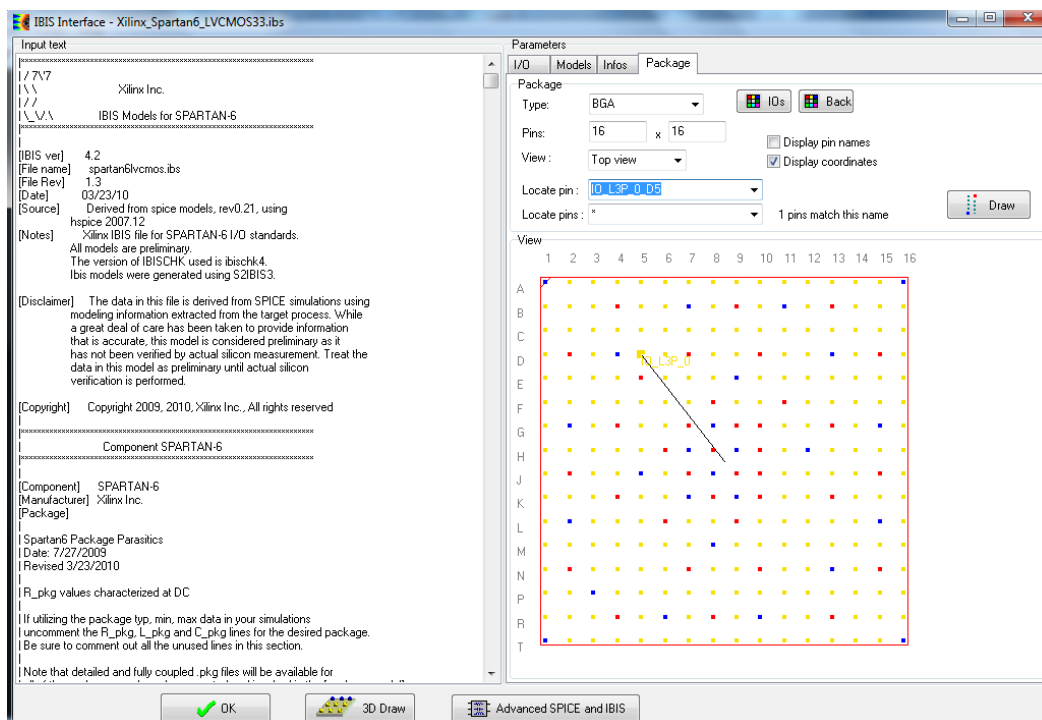 IBIS Interface - Xilinx_Spartan6_LVCMOS33.ibs
Input text
|/ 7\'7
|\ \ Xilinx Inc.
|/ /
|\_\/.\ IBIS Models for SPARTAN-6
|
[IBIS ver] 4.2
[File name] spartan6lvcmos.ibs
[File Rev] 1.3
[Date] 03/23/10
[Source] Derived from spice models, rev0.21, using
hspice 2007.12
[Notes] Xilinx IBIS file for SPARTAN-6 I/O standards.
All models are preliminary.
The version of IBISCHK used is ibischk4.
Ibis models were generated using S2IBIS3.
[Disclaimer] The data in this file is derived from SPICE simulations using
modeling information extracted from the target process. While
a great deal of care has been taken to provide information
that is accurate, this model is considered preliminary as it
has not been verified by actual silicon measurement. Treat the
data in this model as preliminary until actual silicon
verification is performed.
[Copyright] Copyright 2009, 2010, Xilinx Inc., All rights reserved
|
| Component SPARTAN-6
|
[Component] SPARTAN-6
[Manufacturer] Xilinx Inc.
[Package]
|
| Spartan6 Package Parasitics
| Date: 7/27/2009
| Revised 3/23/2010
|
| R_pkg values characterized at DC
|
| If utilizing the package typ, min, max data in your simulations
| uncomment the R_pkg, L_pkg and C_pkg lines for the desired package.
| Be sure to comment out all the unused lines in this section.
|
| Note that detailed and fully coupled .pkg files will be available for
OK
3D Draw
Advanced SPICE and IBIS
Parameters
I/O Models Infos Package
Package
Type: BGA IOs Back
Pins: 16 x 16
Display pin names
View : Top view Display coordinates
Locate pin : IO_L3P_0_D5
Draw
Locate pins : * 1 pins match this name
View
1 2 3 4 5 6 7 8 9 10 11 12 13 14 15 16
A
B
C
D IO_L3P_0
E
F
G
H
J
K
L
M
N
P
R
T